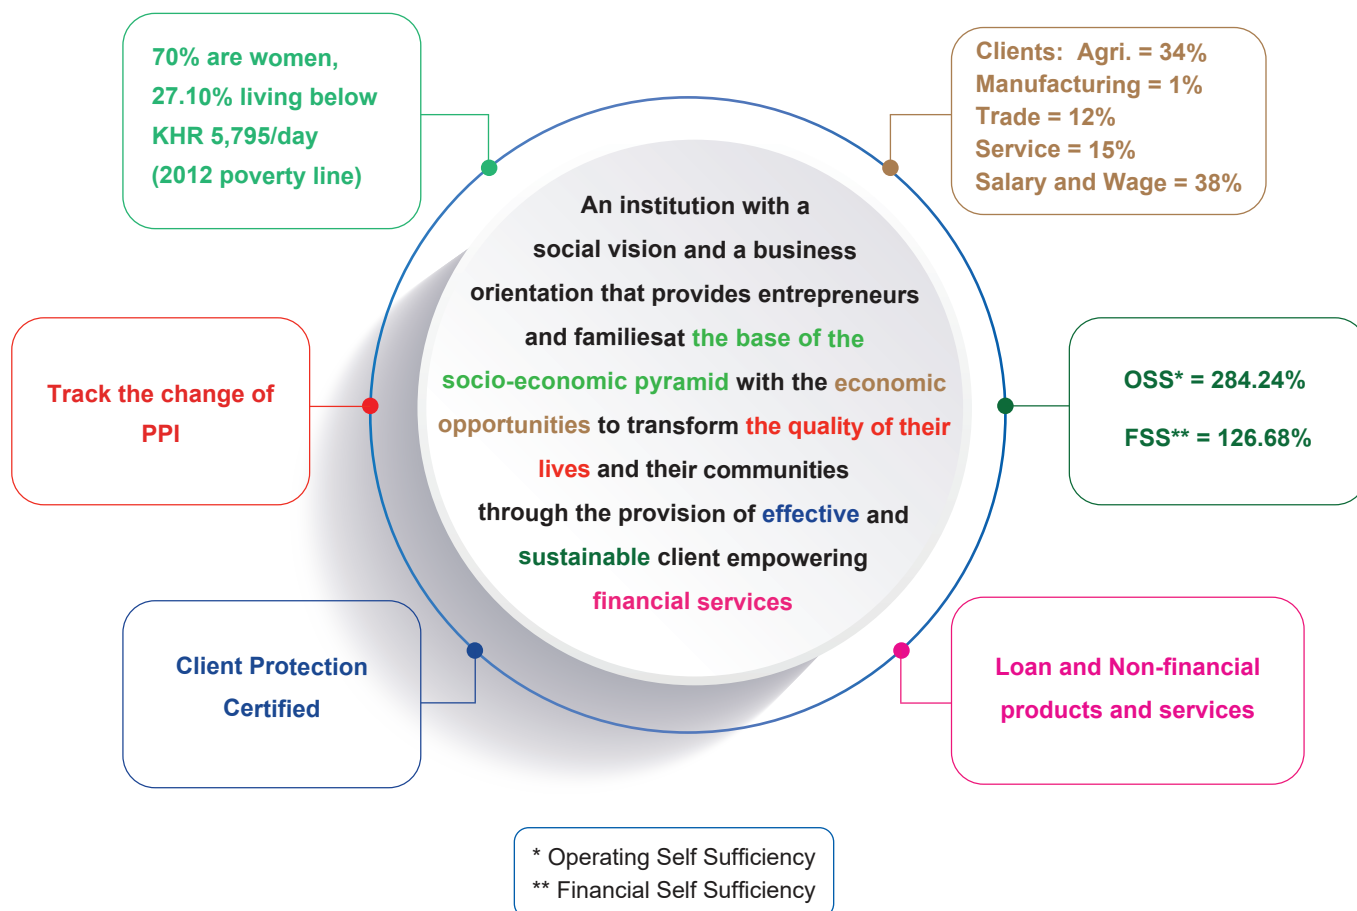 70% are women,
27.10% living below
KHR 5,795/day
(2012 poverty line)
Clients:  Agri. = 34%
Manufacturing = 1%
Trade = 12%
Service = 15%
Salary and Wage = 38%
An institution with a
social vision and a business
orientation that provides entrepreneurs
and familiesat the base of the
socio-economic pyramid with the economic
opportunities to transform the quality of their
lives and their communities
through the provision of effective and
sustainable client empowering
financial services
Track the change of
PPI
OSS* = 284.24%
FSS** = 126.68%
Client Protection
Certified
Loan and Non-financial
products and services
* Operating Self Sufficiency
** Financial Self Sufficiency